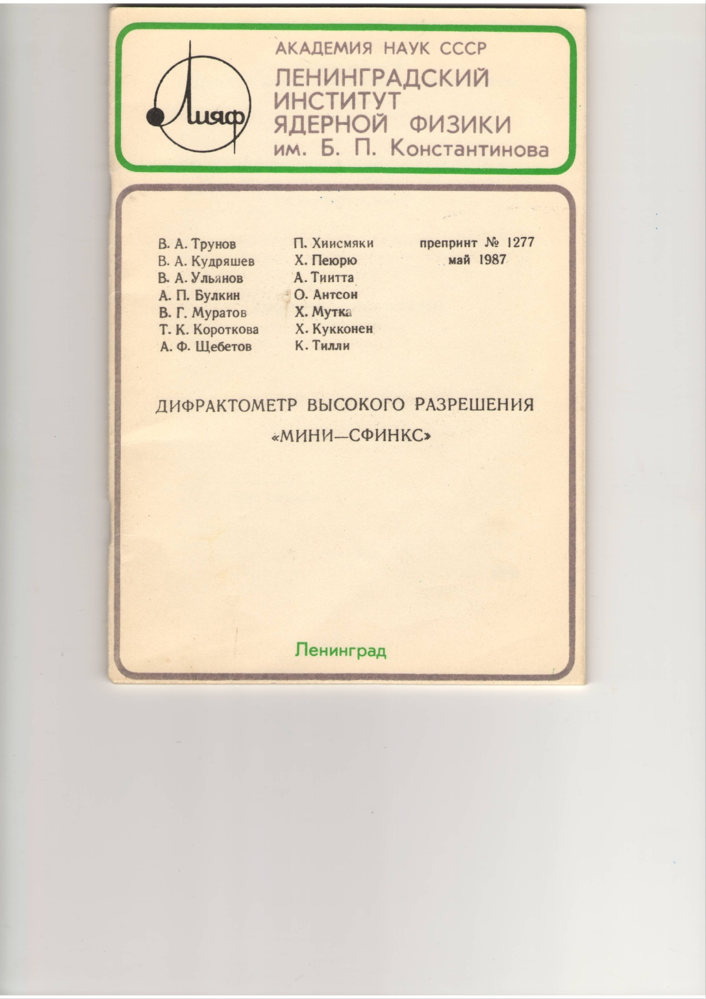 Лияф
АКАДЕМИЯ НАУК СССР
ЛЕНИНГРАДСКИЙ
ИНСТИТУТ
ЯДЕРНОЙ ФИЗИКИ
им. Б. П. Константинова
В. А. Трунов
В. А. Кудряшев
В. А. Ульянов
А. П. Булкин
В. Г. Муратов
Т. К. Короткова
А. Ф. Щебетов
П. Хиисмяки
Х. Пеюрю
А. Тиитта
О. Антсон
Х. Мутка
Х. Кукконен
К. Тилли
препринт № 1277
май 1987
ДИФРАКТОМЕТР ВЫСОКОГО РАЗРЕШЕНИЯ
«МИНИ—СФИНКС»
Ленинград